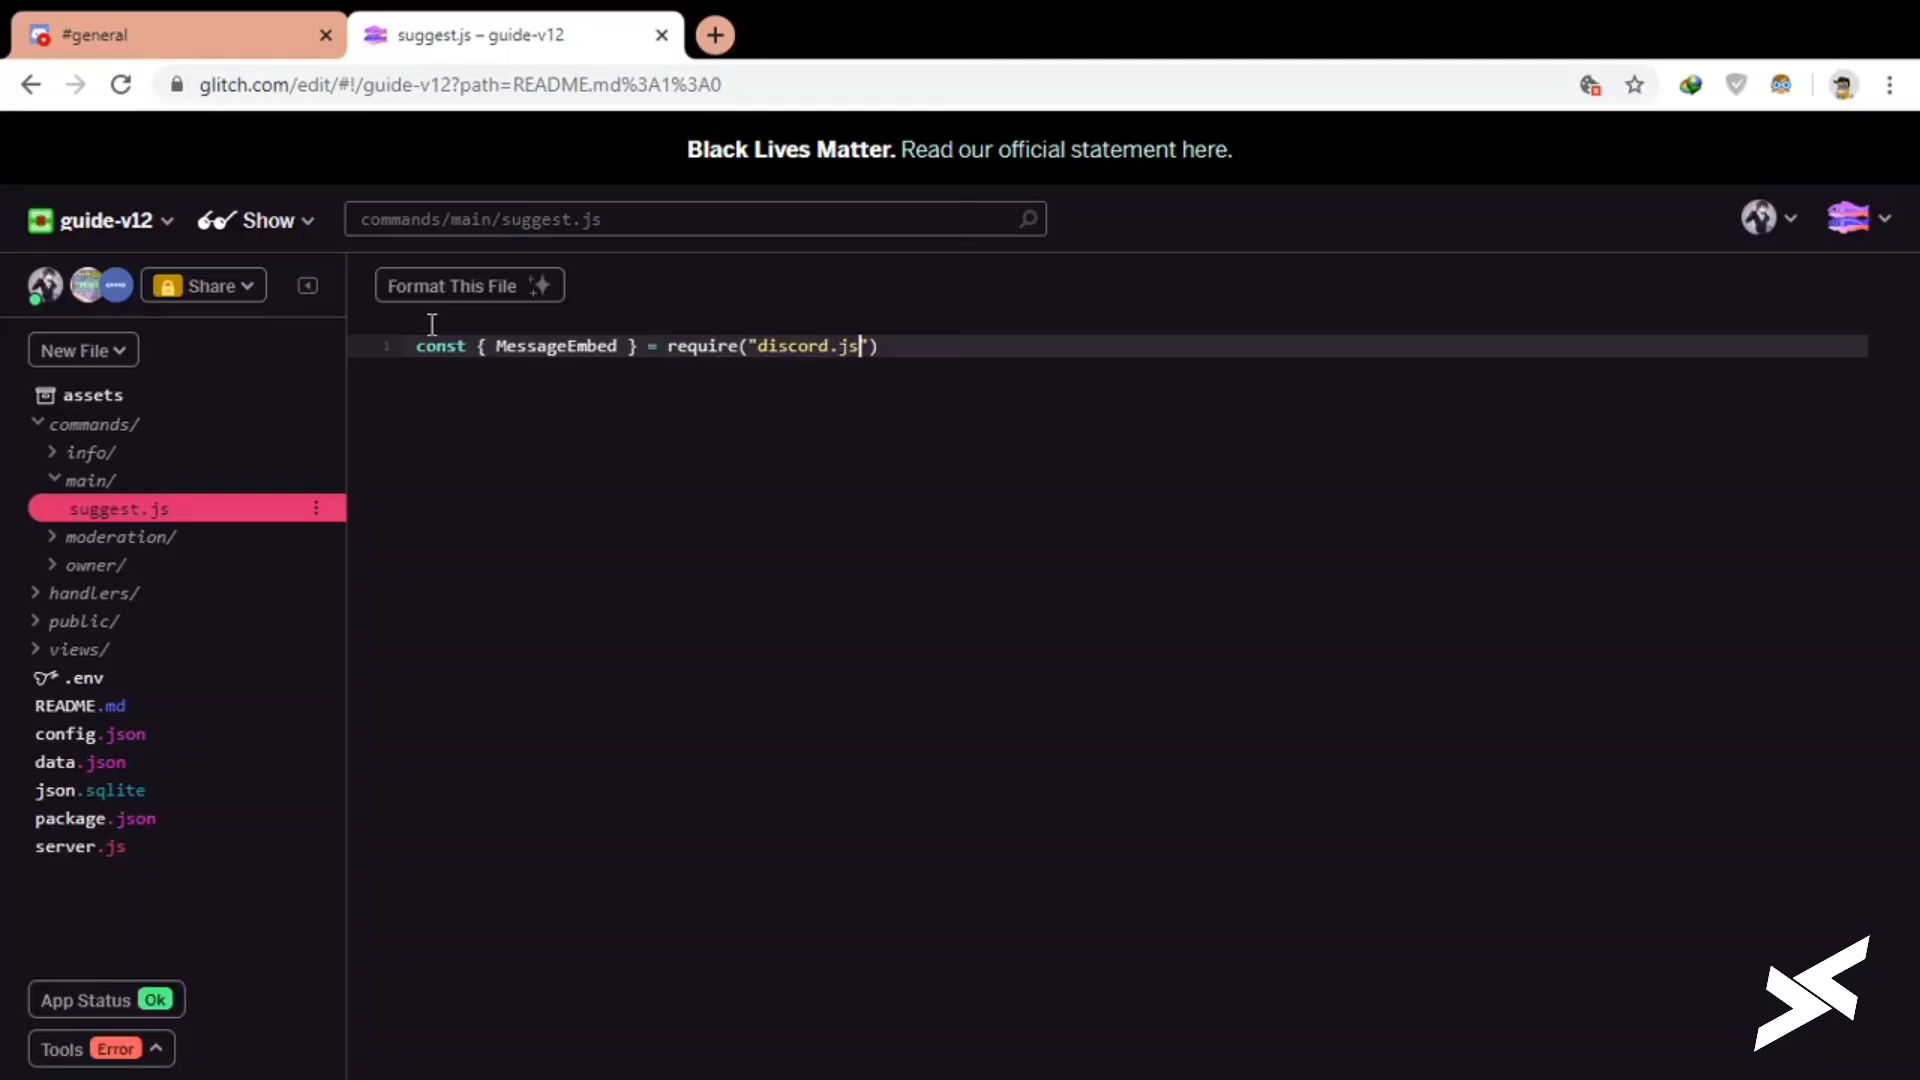 #general
suggest.js – guide-v12
glitch.com/edit/#!/guide-v12?path=README.md%3A1%3A0
Black Lives Matter. Read our official statement here.
guide-v12
Show
commands/main/suggest.js
Share
Format This File
New File
1 const { MessageEmbed } = require("discord.js")
assets
commands/
info/
main/
suggest.js
moderation/
owner/
handlers/
public/
views/
.env
README.md
config.json
data.json
json.sqlite
package.json
server.js
App Status Ok
Tools Error